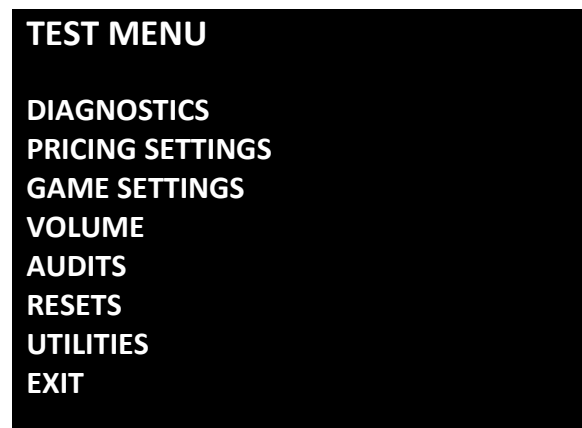 TEST MENU
DIAGNOSTICS
PRICING SETTINGS
GAME SETTINGS
VOLUME
AUDITS
RESETS
UTILITIES
EXIT